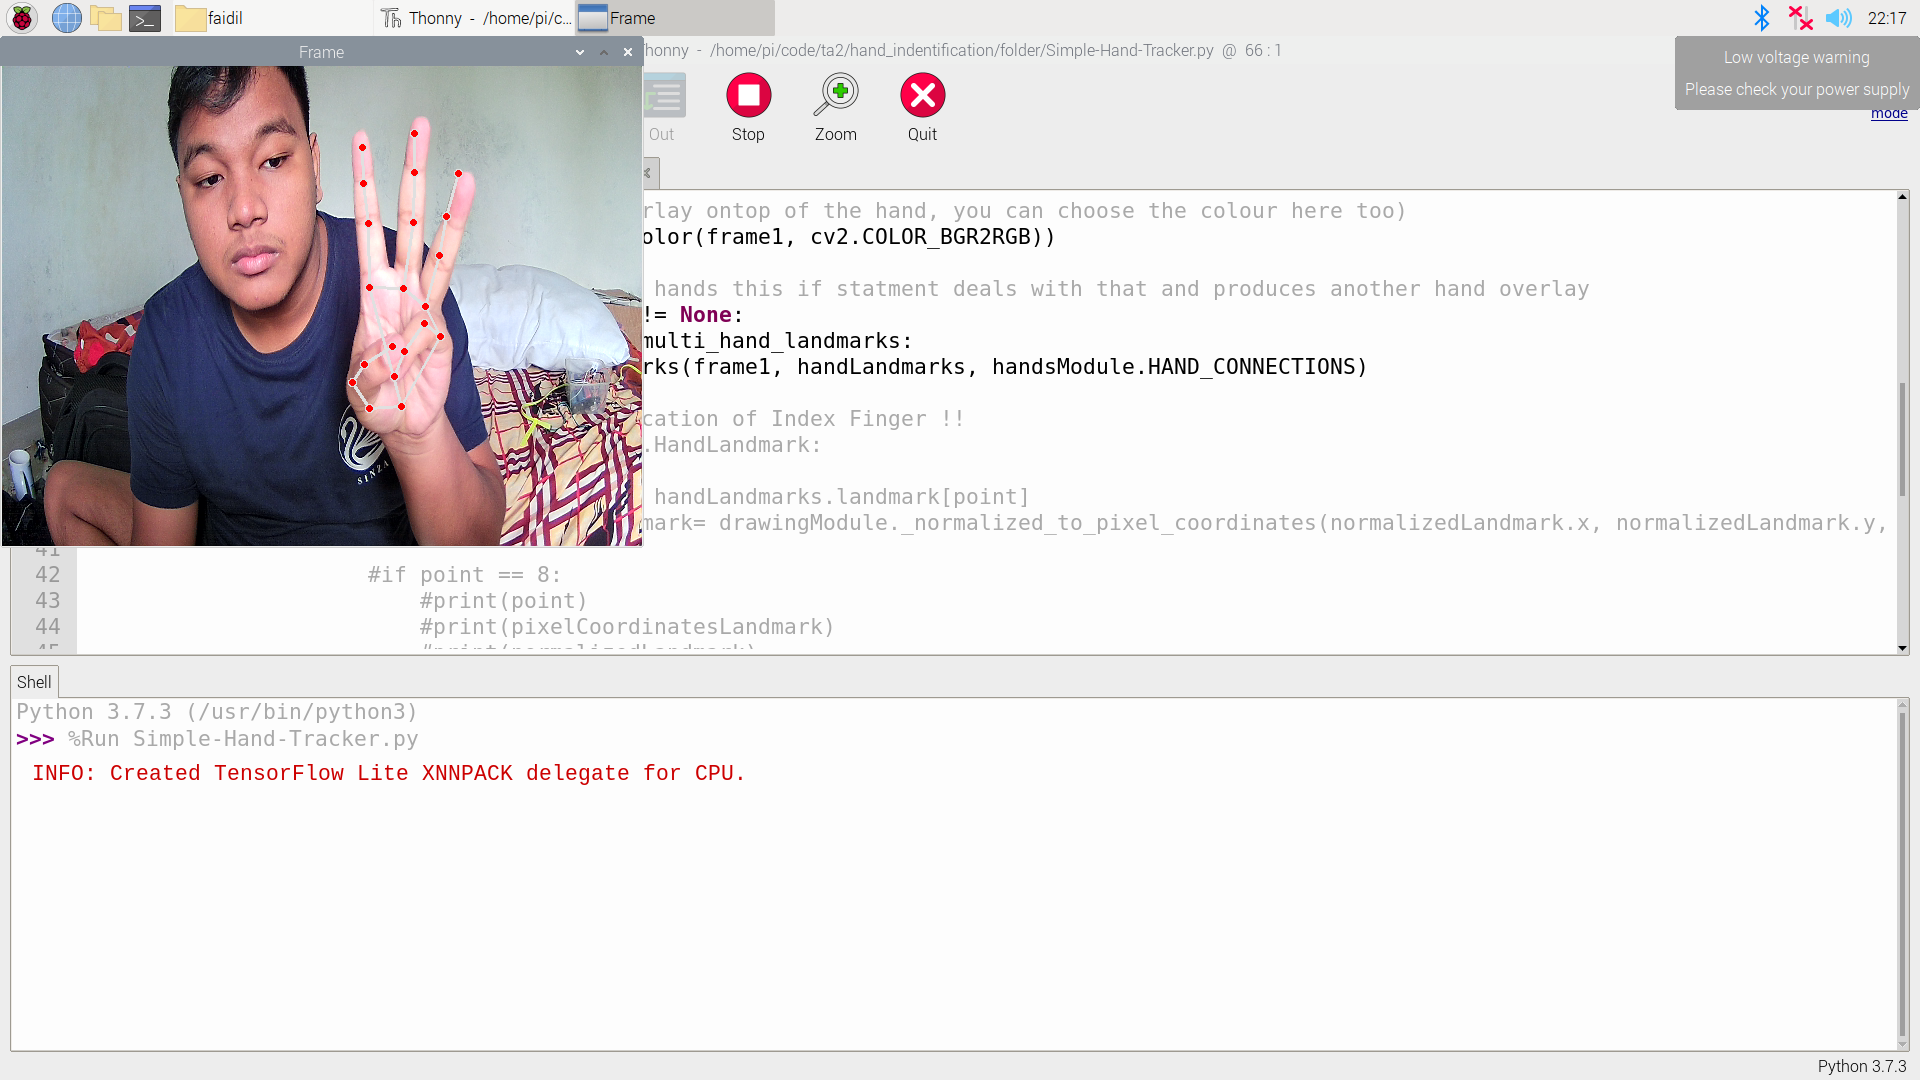 faidil
Thonny - /home/pi/c...
Frame
22:17
Frame
Thonny - /home/pi/code/ta2/hand_indentification/folder/Simple-Hand-Tracker.py @ 66 : 1
Low voltage warning
Please check your power supply
mode
Out
Stop
Zoom
Quit
rlay ontop of the hand, you can choose the colour here too)
olor(frame1, cv2.COLOR_BGR2RGB))
hands this if statment deals with that and produces another hand overlay
!= None:
multi_hand_landmarks:
rks(frame1, handLandmarks, handsModule.HAND_CONNECTIONS)
cation of Index Finger !!
.HandLandmark:
handLandmarks.landmark[point]
mark= drawingModule._normalized_to_pixel_coordinates(normalizedLandmark.x, normalizedLandmark.y,
41
42 #if point == 8:
43 #print(point)
44 #print(pixelCoordinatesLandmark)
45 #print(normalizedLandmark)
SINZA
Shell
Python 3.7.3 (/usr/bin/python3)
>>> %Run Simple-Hand-Tracker.py
INFO: Created TensorFlow Lite XNNPACK delegate for CPU.
Python 3.7.3